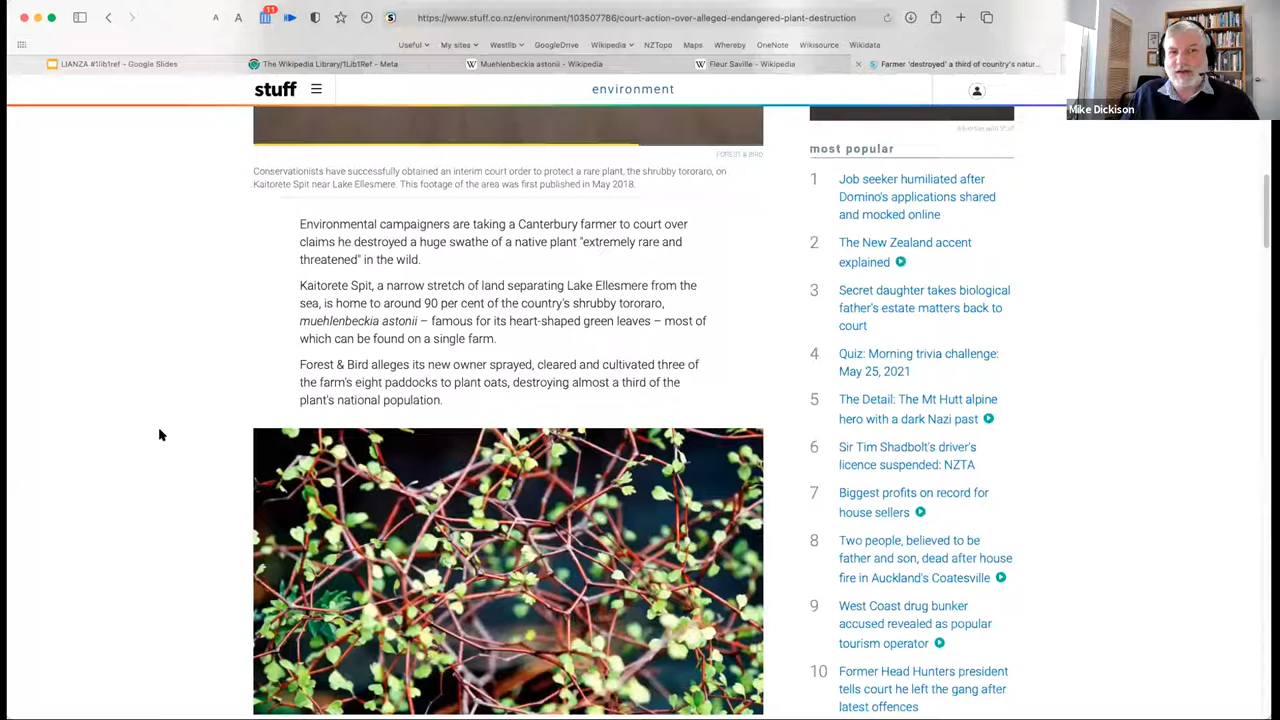 11
A A
https://www.stuff.co.nz/environment/103507786/court-action-over-alleged-endangered-plant-destruction
Useful My sites Westlib GoogleDrive Wikipedia NZTopo Maps Whereby OneNote Wikisource Wikidata
LIANZA #1lib1ref - Google Slides
The Wikipedia Library/1Lib1Ref - Meta
Muehlenbeckia astonii - Wikipedia
Fleur Saville - Wikipedia
Farmer 'destroyed' a third of country's natur...
stuff
environment
Mike Dickison
FOREST & BIRD
Conservationists have successfully obtained an interim court order to protect a rare plant, the shrubby tororaro, on
Kaitorete Spit near Lake Ellesmere. This footage of the area was first published in May 2018.
Environmental campaigners are taking a Canterbury farmer to court over
claims he destroyed a huge swathe of a native plant "extremely rare and
threatened" in the wild.
Kaitorete Spit, a narrow stretch of land separating Lake Ellesmere from the
sea, is home to around 90 per cent of the country's shrubby tororaro,
muehlenbeckia astonii – famous for its heart-shaped green leaves – most of
which can be found on a single farm.
Forest & Bird alleges its new owner sprayed, cleared and cultivated three of
the farm's eight paddocks to plant oats, destroying almost a third of the
plant's national population.
Advertise with Stuff
most popular
1 Job seeker humiliated after
Domino's applications shared
and mocked online
2 The New Zealand accent
explained
3 Secret daughter takes biological
father's estate matters back to
court
4 Quiz: Morning trivia challenge:
May 25, 2021
5 The Detail: The Mt Hutt alpine
hero with a dark Nazi past
6 Sir Tim Shadbolt's driver's
licence suspended: NZTA
7 Biggest profits on record for
house sellers
8 Two people, believed to be
father and son, dead after house
fire in Auckland's Coatesville
9 West Coast drug bunker
accused revealed as popular
tourism operator
10 Former Head Hunters president
tells court he left the gang after
latest offences